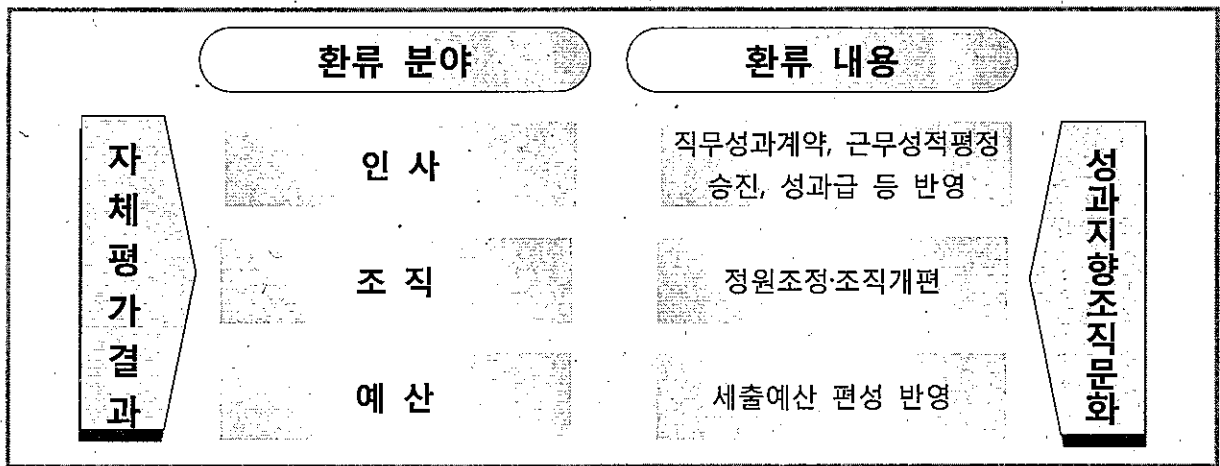 환류 분야
환류 내용
자체평가결과
인 사
직무성과계약, 근무성적평정
승진, 성과급 등 반영
조 직
정원조정·조직개편
예 산
세출예산 편성 반영
성과지향조직문화